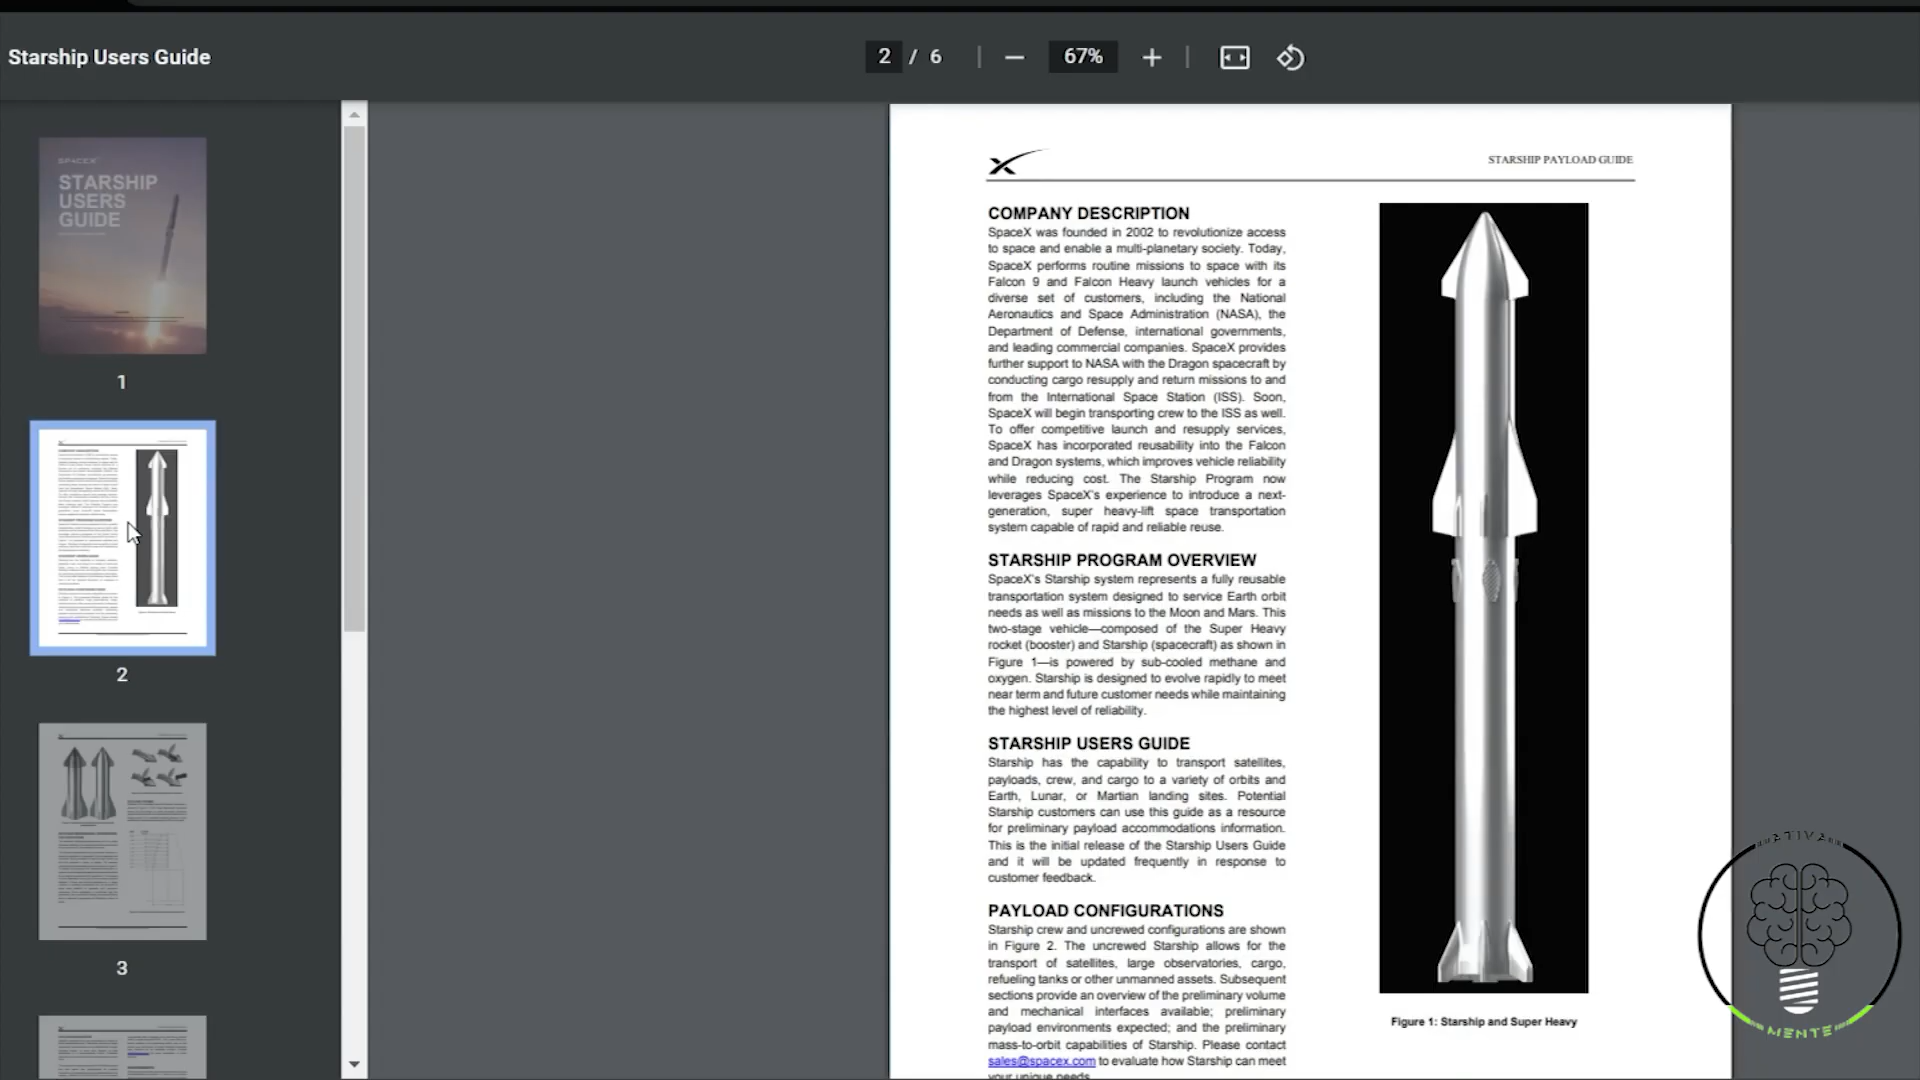 Starship Users Guide
2 / 6
67%
SPACEX
STARSHIP
USERS
GUIDE
1
2
3
STARSHIP PAYLOAD GUIDE
COMPANY DESCRIPTION
SpaceX was founded in 2002 to revolutionize access
to space and enable a multi-planetary society. Today,
SpaceX performs routine missions to space with its
Falcon 9 and Falcon Heavy launch vehicles for a
diverse set of customers, including the National
Aeronautics and Space Administration (NASA), the
Department of Defense, international governments,
and leading commercial companies. SpaceX provides
further support to NASA with the Dragon spacecraft by
conducting cargo resupply and return missions to and
from the International Space Station (ISS). Soon,
SpaceX will begin transporting crew to the ISS as well.
To offer competitive launch and resupply services,
SpaceX has incorporated reusability into the Falcon
and Dragon systems, which improves vehicle reliability
while reducing cost. The Starship Program now
leverages SpaceX's experience to introduce a next-
generation, super heavy-lift space transportation
system capable of rapid and reliable reuse.
STARSHIP PROGRAM OVERVIEW
SpaceX's Starship system represents a fully reusable
transportation system designed to service Earth orbit
needs as well as missions to the Moon and Mars. This
two-stage vehicle—composed of the Super Heavy
rocket (booster) and Starship (spacecraft) as shown in
Figure 1—is powered by sub-cooled methane and
oxygen. Starship is designed to evolve rapidly to meet
near term and future customer needs while maintaining
the highest level of reliability.
STARSHIP USERS GUIDE
Starship has the capability to transport satellites,
payloads, crew, and cargo to a variety of orbits and
Earth, Lunar, or Martian landing sites. Potential
Starship customers can use this guide as a resource
for preliminary payload accommodations information.
This is the initial release of the Starship Users Guide
and it will be updated frequently in response to
customer feedback.
PAYLOAD CONFIGURATIONS
Starship crew and uncrewed configurations are shown
in Figure 2. The uncrewed Starship allows for the
transport of satellites, large observatories, cargo,
refueling tanks or other unmanned assets. Subsequent
sections provide an overview of the preliminary volume
and mechanical interfaces available; preliminary
payload environments expected; and the preliminary
mass-to-orbit capabilities of Starship. Please contact
sales@spacex.com to evaluate how Starship can meet
your unique needs.
Figure 1: Starship and Super Heavy
ATIVA
MENTE